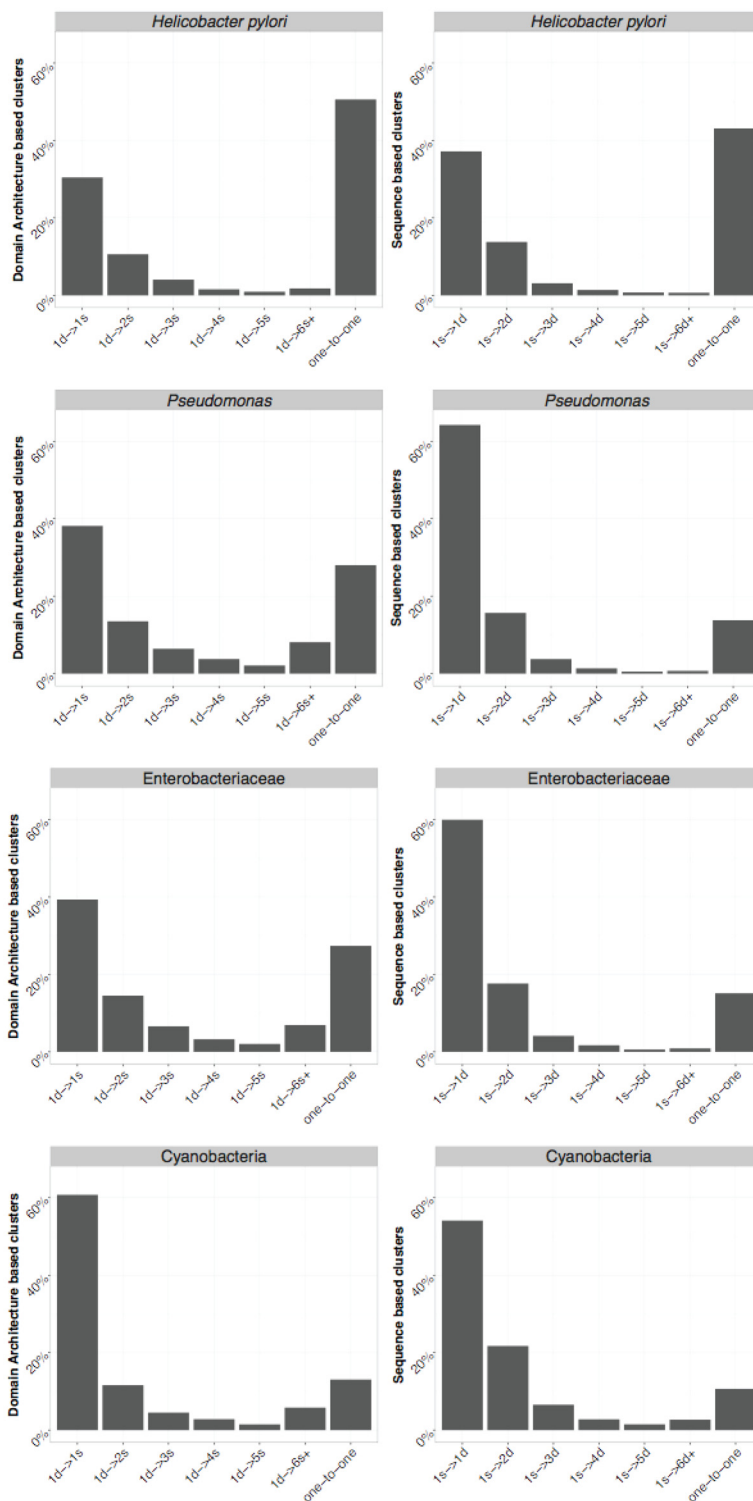 Helicobacter pylori
Domain Architecture based clusters
60%
40%
20%
0%
1d-->1s
1d-->2s
1d-->3s
1d-->4s
1d-->5s
1d-->6s+
one-to-one
Helicobacter pylori
Sequence based clusters
60%
40%
20%
0%
1s-->1d
1s-->2d
1s-->3d
1s-->4d
1s-->5d
1s-->6d+
one-to-one
Pseudomonas
Domain Architecture based clusters
60%
40%
20%
0%
1d-->1s
1d-->2s
1d-->3s
1d-->4s
1d-->5s
1d-->6s+
one-to-one
Pseudomonas
Sequence based clusters
60%
40%
20%
0%
1s-->1d
1s-->2d
1s-->3d
1s-->4d
1s-->5d
1s-->6d+
one-to-one
Enterobacteriaceae
Domain Architecture based clusters
60%
40%
20%
0%
1d-->1s
1d-->2s
1d-->3s
1d-->4s
1d-->5s
1d-->6s+
one-to-one
Enterobacteriaceae
Sequence based clusters
60%
40%
20%
0%
1s-->1d
1s-->2d
1s-->3d
1s-->4d
1s-->5d
1s-->6d+
one-to-one
Cyanobacteria
Domain Architecture based clusters
60%
40%
20%
0%
1d-->1s
1d-->2s
1d-->3s
1d-->4s
1d-->5s
1d-->6s+
one-to-one
Cyanobacteria
Sequence based clusters
60%
40%
20%
0%
1s-->1d
1s-->2d
1s-->3d
1s-->4d
1s-->5d
1s-->6d+
one-to-one